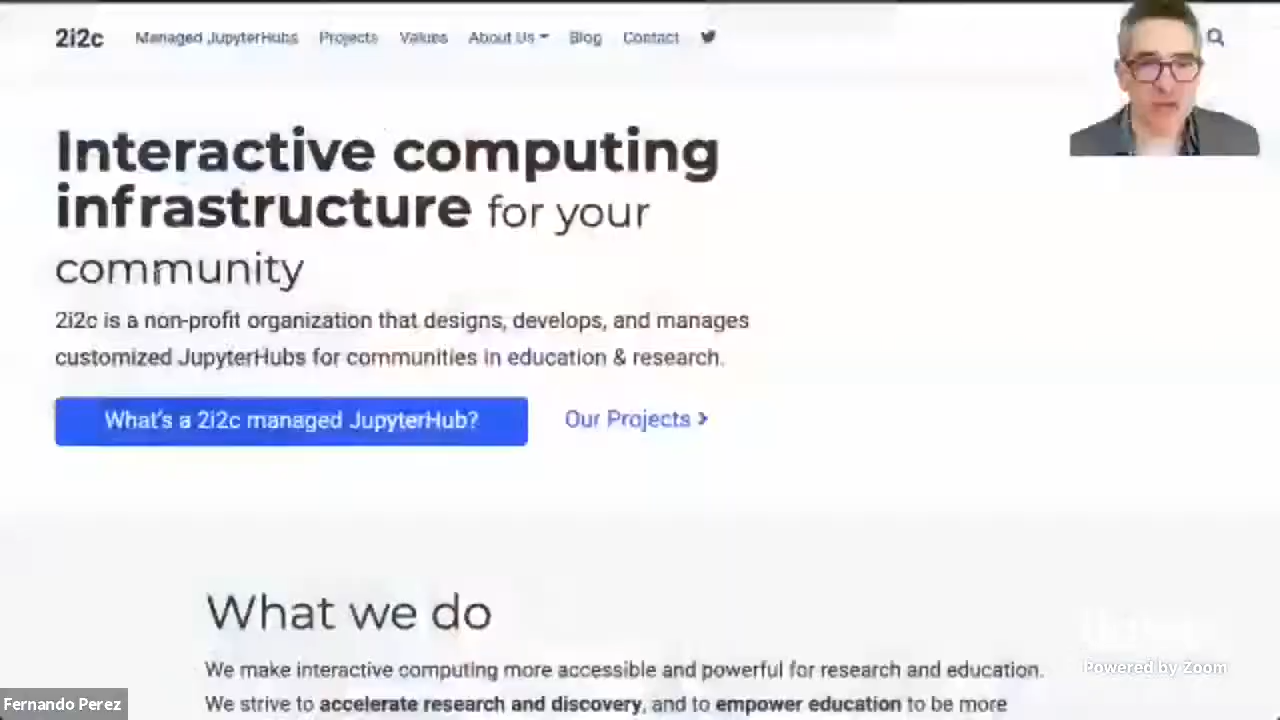 2i2c Managed JupyterHubs Projects Values About Us Blog Contact
Interactive computing
infrastructure for your
community
2i2c is a non-profit organization that designs, develops, and manages
customized JupyterHubs for communities in education & research.
What's a 2i2c managed JupyterHub? Our Projects >
What we do
We make interactive computing more accessible and powerful for research and education.
Powered by Zoom
We strive to accelerate research and discovery, and to empower education to be more
Fernando Perez